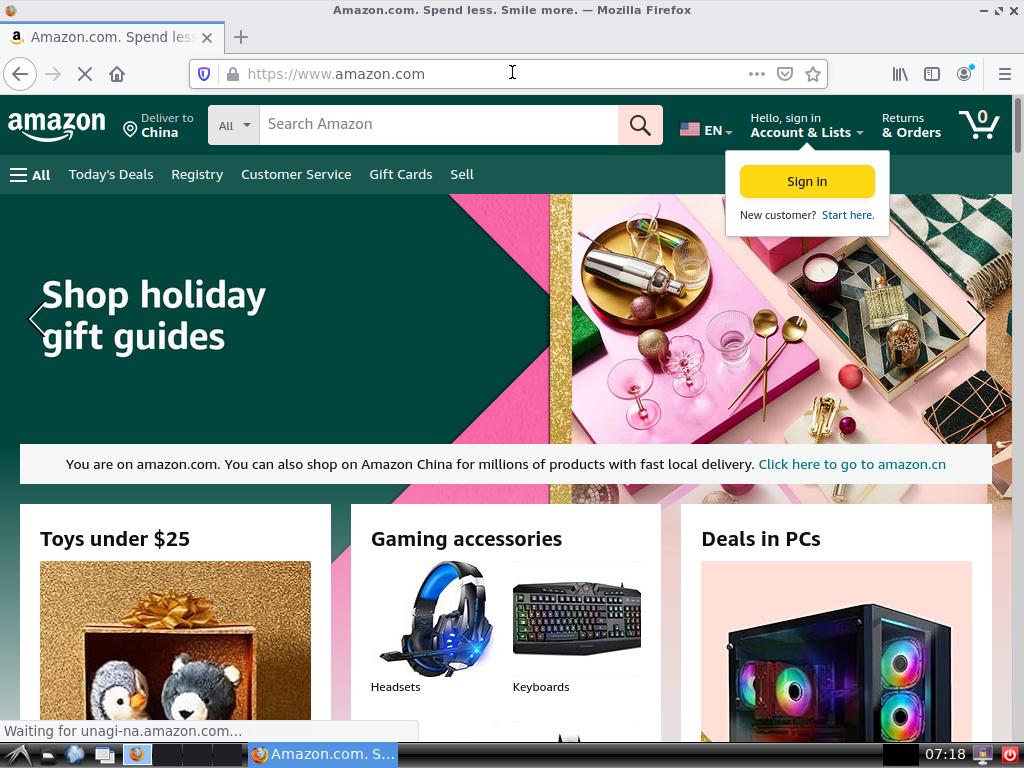 Amazon.com. Spend less. Smile more. — Mozilla Firefox
Amazon.com. Spend les
https://www.amazon.com
amazon
Deliver to
China
All
Search Amazon
EN
Hello, sign in
Account & Lists
Returns
& Orders
0
All
Today's Deals
Registry
Customer Service
Gift Cards
Sell
Sign in
New customer? Start here.
Shop holiday
gift guides
You are on amazon.com. You can also shop on Amazon China for millions of products with fast local delivery. Click here to go to amazon.cn
Toys under $25
Gaming accessories
Deals in PCs
Headsets
Keyboards
Waiting for unagi-na.amazon.com…
Amazon.com. S...
07:18